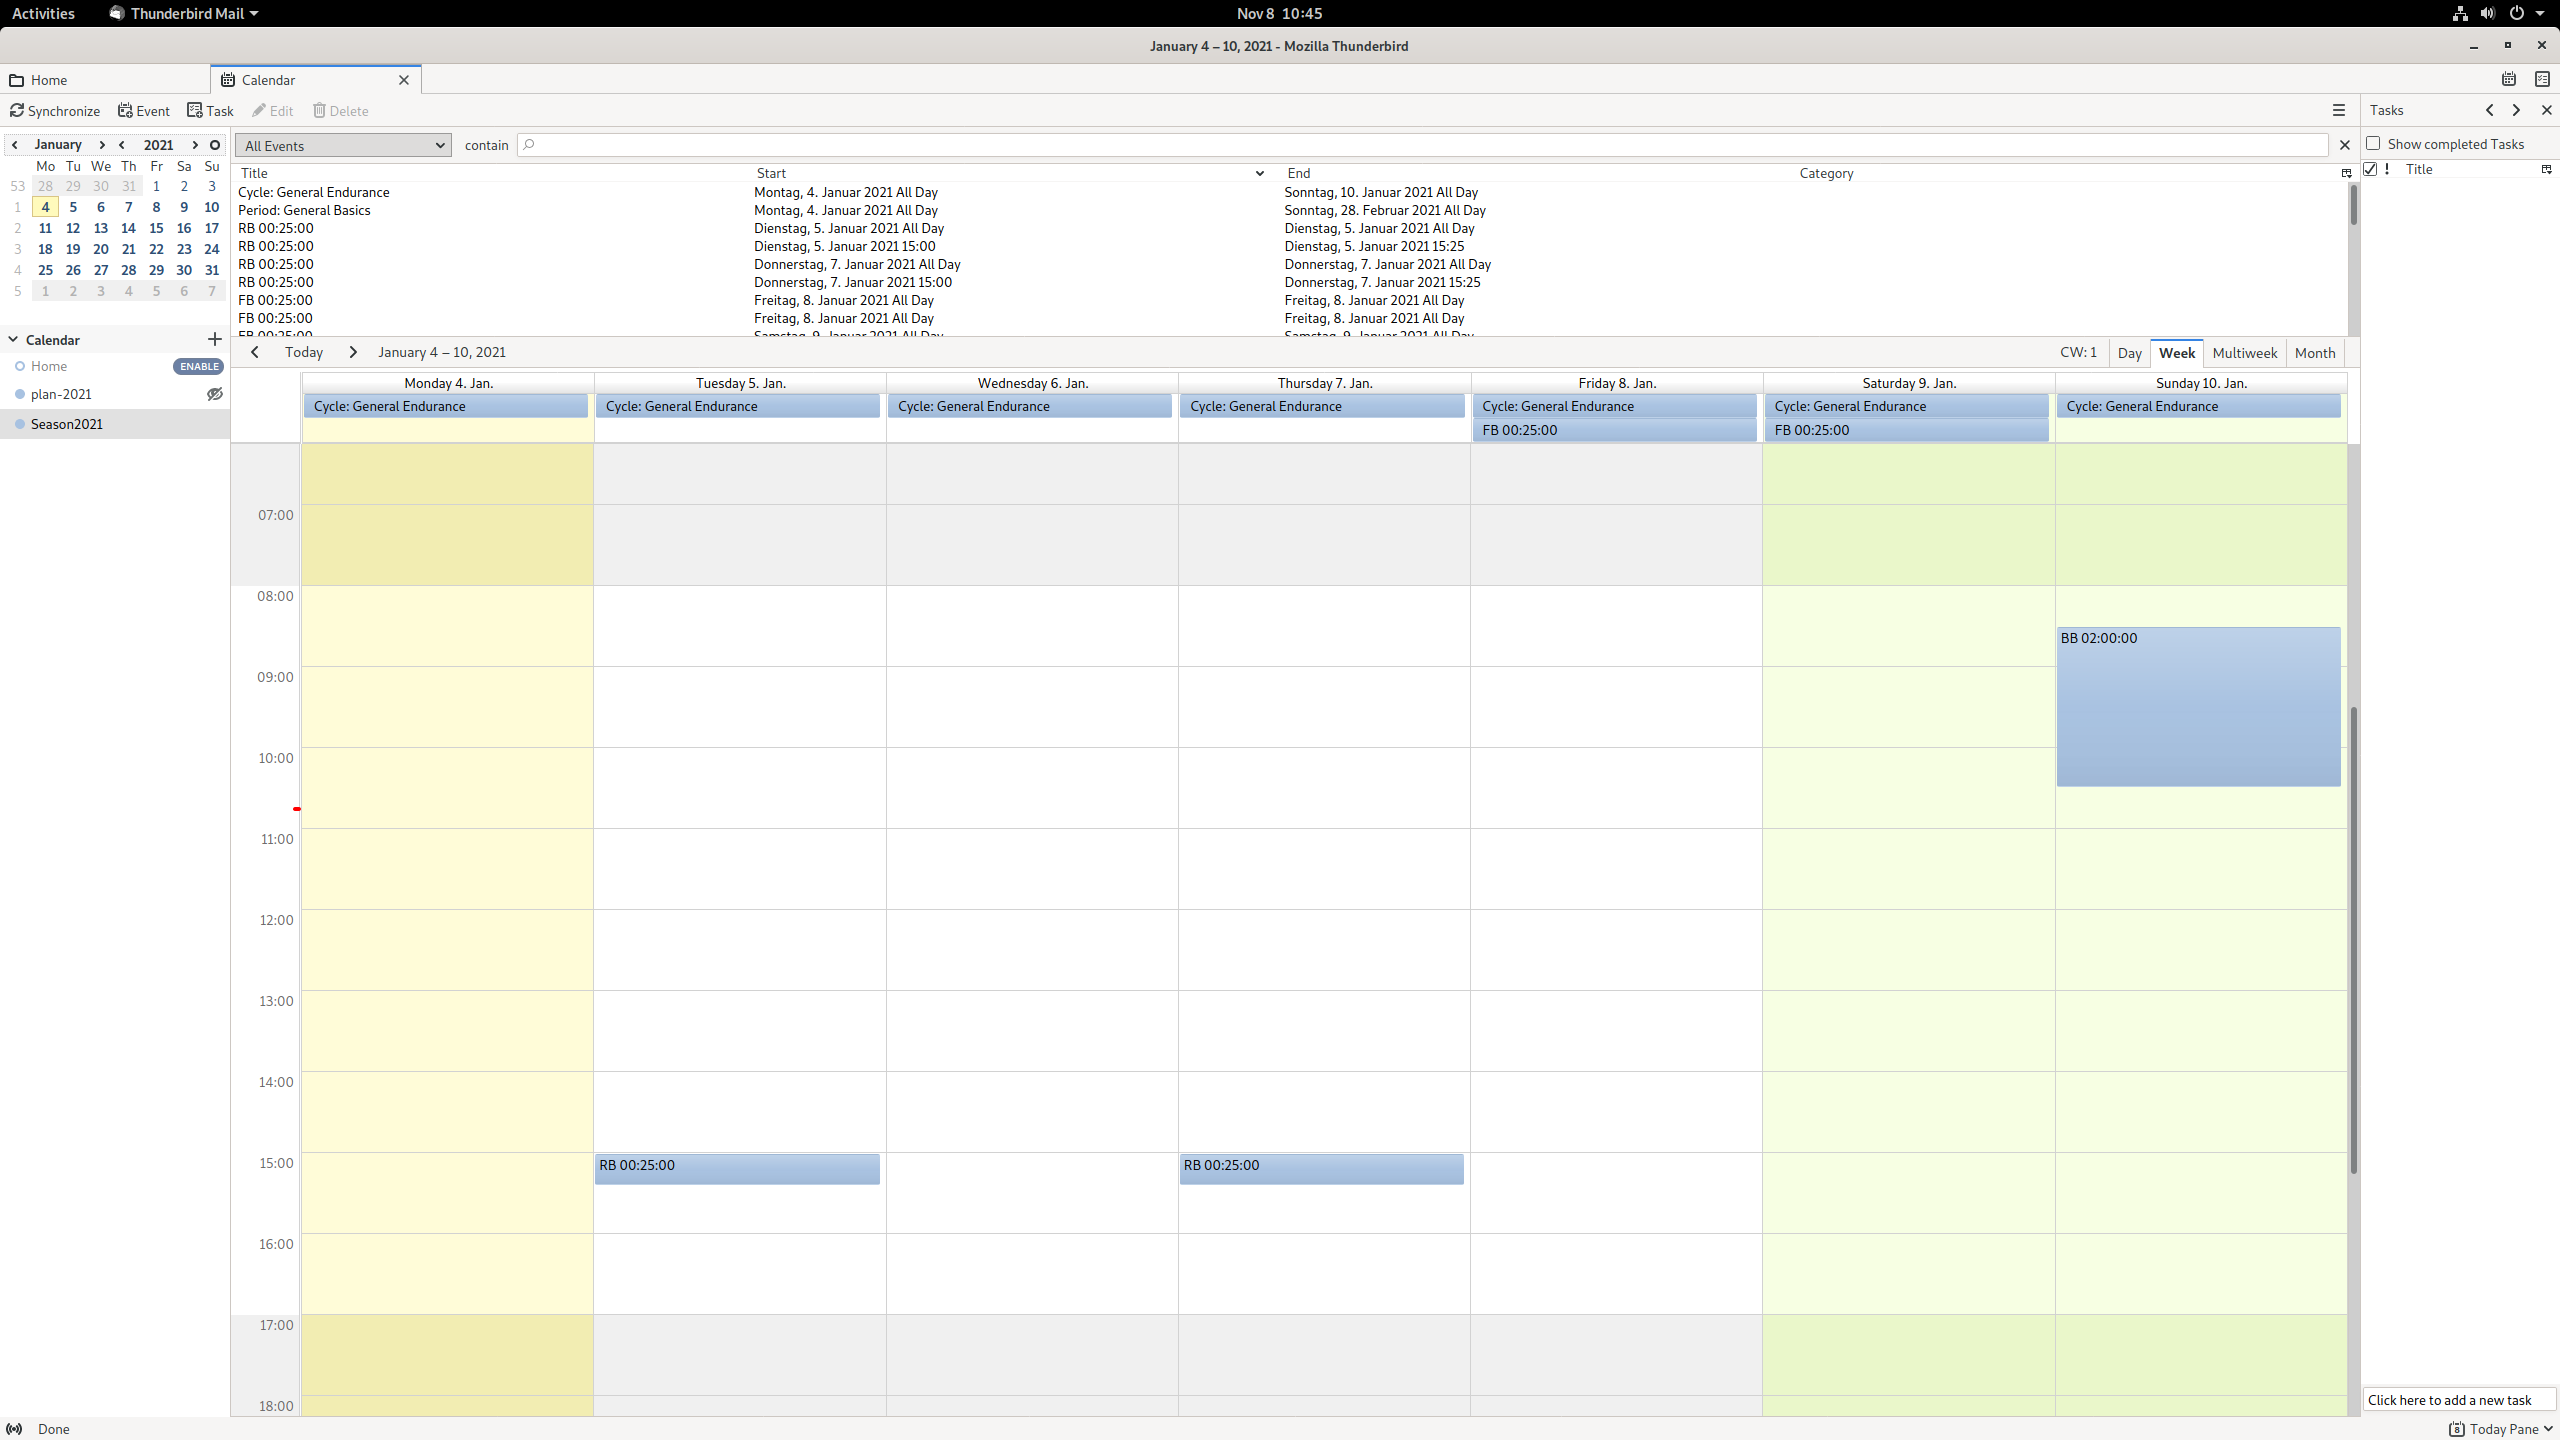 Activities Thunderbird Mail Nov 8 10:45
January 4 – 10, 2021 - Mozilla Thunderbird
Home Calendar
Synchronize Event Task Edit Delete
Tasks
January 2021
Mo Tu We Th Fr Sa Su
53 28 29 30 31 1 2 3
1 4 5 6 7 8 9 10
2 11 12 13 14 15 16 17
3 18 19 20 21 22 23 24
4 25 26 27 28 29 30 31
5 1 2 3 4 5 6 7
Calendar
Home ENABLE
plan-2021
Season2021
All Events contain
Title Start End Category
Cycle: General Endurance Montag, 4. Januar 2021 All Day Sonntag, 10. Januar 2021 All Day
Period: General Basics Montag, 4. Januar 2021 All Day Sonntag, 28. Februar 2021 All Day
RB 00:25:00 Dienstag, 5. Januar 2021 All Day Dienstag, 5. Januar 2021 All Day
RB 00:25:00 Dienstag, 5. Januar 2021 15:00 Dienstag, 5. Januar 2021 15:25
RB 00:25:00 Donnerstag, 7. Januar 2021 All Day Donnerstag, 7. Januar 2021 All Day
RB 00:25:00 Donnerstag, 7. Januar 2021 15:00 Donnerstag, 7. Januar 2021 15:25
FB 00:25:00 Freitag, 8. Januar 2021 All Day Freitag, 8. Januar 2021 All Day
FB 00:25:00 Freitag, 8. Januar 2021 All Day Freitag, 8. Januar 2021 All Day
FB 00:25:00 Samstag, 9. Januar 2021 All Day Samstag, 9. Januar 2021 All Day
Today January 4 – 10, 2021 CW: 1 Day Week Multiweek Month
Monday 4. Jan. Tuesday 5. Jan. Wednesday 6. Jan. Thursday 7. Jan. Friday 8. Jan. Saturday 9. Jan. Sunday 10. Jan.
Cycle: General Endurance Cycle: General Endurance Cycle: General Endurance Cycle: General Endurance Cycle: General Endurance Cycle: General Endurance Cycle: General Endurance
FB 00:25:00 FB 00:25:00
07:00
08:00
BB 02:00:00
09:00
10:00
11:00
12:00
13:00
14:00
15:00 RB 00:25:00 RB 00:25:00
16:00
17:00
18:00
Show completed Tasks
! Title
Click here to add a new task
Done
8 Today Pane